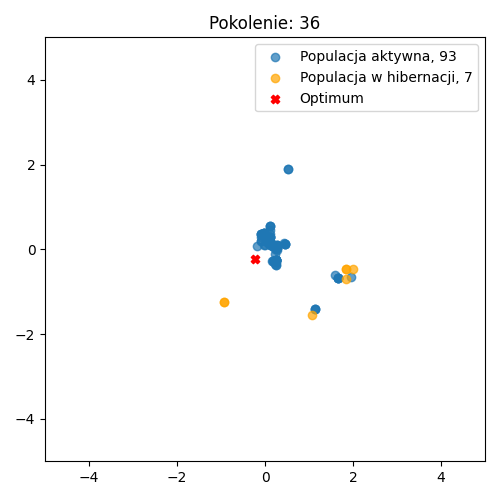 Pokolenie: 36
Populacja aktywna, 93
Populacja w hibernacji, 7
Optimum
4
2
0
−2
−4
−4 −2 0 2 4